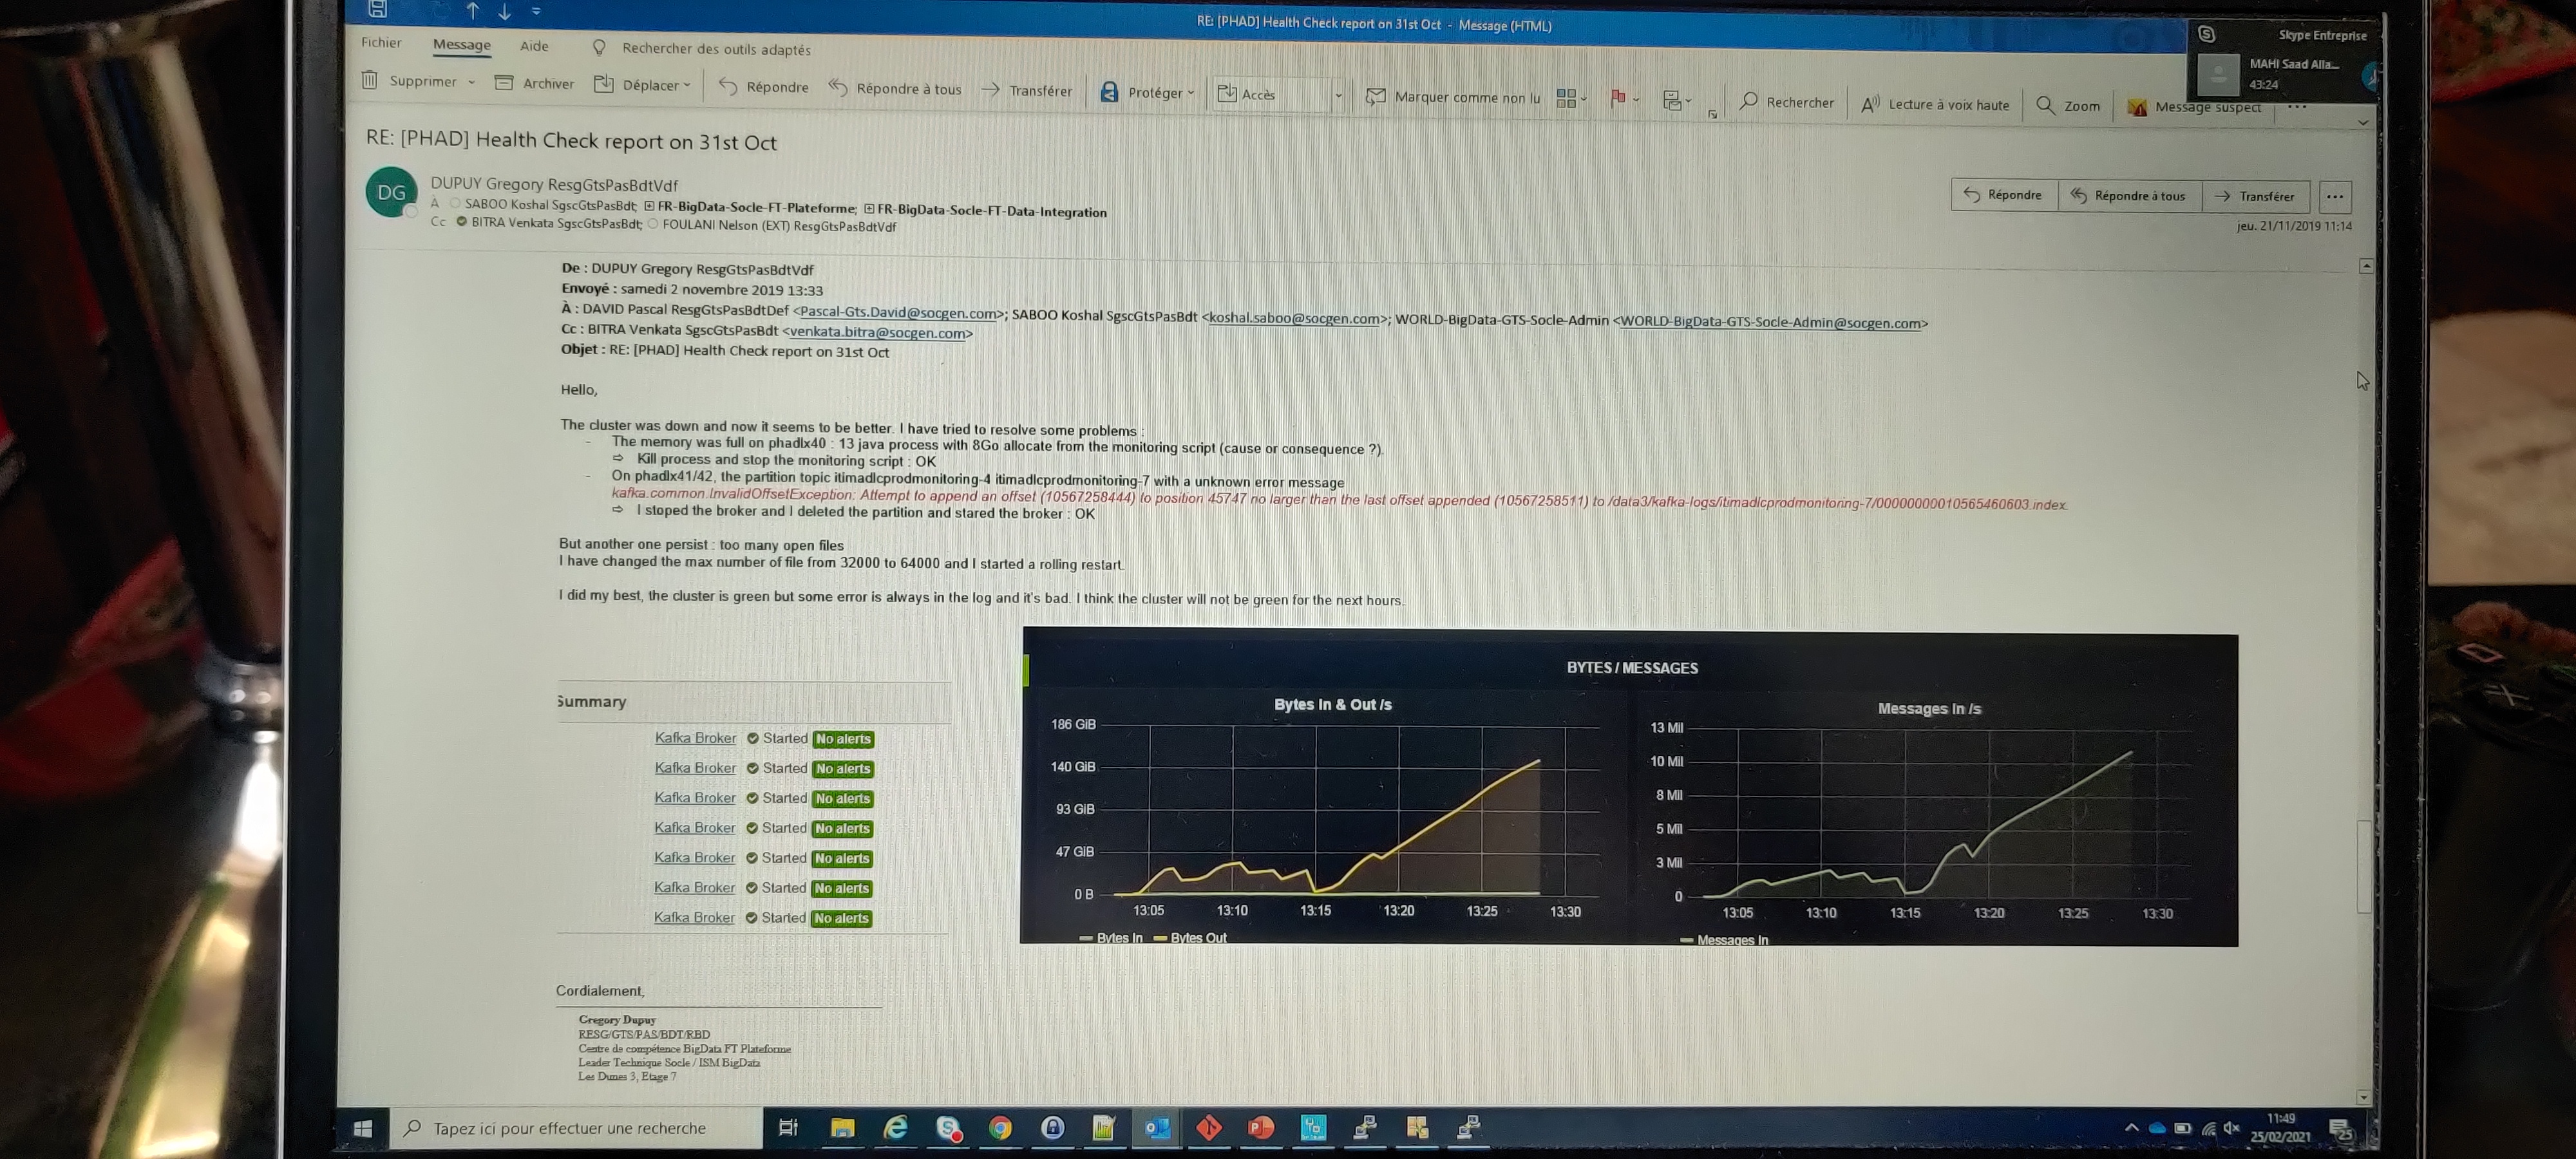 RE: [PHAD] Health Check report on 31st Oct - Message (HTML)
Skype Entreprise
MAHI Saad Alla...
43:24
Fichier Message Aide Rechercher des outils adaptés
Supprimer Archiver Déplacer Répondre Répondre à tous Transférer Protéger Accès Marquer comme non lu Rechercher Lecture à voix haute Zoom Message suspect ...
RE: [PHAD] Health Check report on 31st Oct
DG
DUPUY Gregory ResgGtsPasBdtVdf
À SABOO Koshal SgscGtsPasBdt; FR-BigData-Socle-FT-Plateforme; FR-BigData-Socle-FT-Data-Integration
Cc BITRA Venkata SgscGtsPasBdt; FOULANI Nelson (EXT) ResgGtsPasBdtVdf
Répondre Répondre à tous Transférer ...
jeu. 21/11/2019 11:14
De : DUPUY Gregory ResgGtsPasBdtVdf
Envoyé : samedi 2 novembre 2019 13:33
À : DAVID Pascal ResgGtsPasBdtDef <Pascal-Gts.David@socgen.com>; SABOO Koshal SgscGtsPasBdt <koshal.saboo@socgen.com>; WORLD-BigData-GTS-Socle-Admin <WORLD-BigData-GTS-Socle-Admin@socgen.com>
Cc : BITRA Venkata SgscGtsPasBdt <venkata.bitra@socgen.com>
Objet : RE: [PHAD] Health Check report on 31st Oct
Hello,
The cluster was down and now it seems to be better. I have tried to resolve some problems :
- The memory was full on phadlx40 : 13 java process with 8Go allocate from the monitoring script (cause or consequence ?).
⇒ Kill process and stop the monitoring script : OK
- On phadlx41/42, the partition topic itimadlcprodmonitoring-4 itimadlcprodmonitoring-7 with a unknown error message
kafka.common.InvalidOffsetException: Attempt to append an offset (10567258444) to position 45747 no larger than the last offset appended (10567258511) to /data3/kafka-logs/itimadlcprodmonitoring-7/00000000010565460603.index.
⇒ I stoped the broker and I deleted the partition and stared the broker : OK
But another one persist : too many open files
I have changed the max number of file from 32000 to 64000 and I started a rolling restart.
I did my best, the cluster is green but some error is always in the log and it's bad. I think the cluster will not be green for the next hours.
Summary
Kafka Broker Started No alerts
Kafka Broker Started No alerts
Kafka Broker Started No alerts
Kafka Broker Started No alerts
Kafka Broker Started No alerts
Kafka Broker Started No alerts
Kafka Broker Started No alerts
BYTES / MESSAGES
Bytes In & Out /s
186 GiB
140 GiB
93 GiB
47 GiB
0 B
13:05 13:10 13:15 13:20 13:25 13:30
Bytes In Bytes Out
Messages In /s
13 Mil
10 Mil
8 Mil
5 Mil
3 Mil
0
13:05 13:10 13:15 13:20 13:25 13:30
Messages In
Cordialement,
Gregory Dupuy
RESG/GTS/PAS/BDT/RBD
Centre de compétence BigData FT Plateforme
Leader Technique Socle / ISM BigData
Les Dunes 3, Etage 7
Tapez ici pour effectuer une recherche
11:49
25/02/2021
25